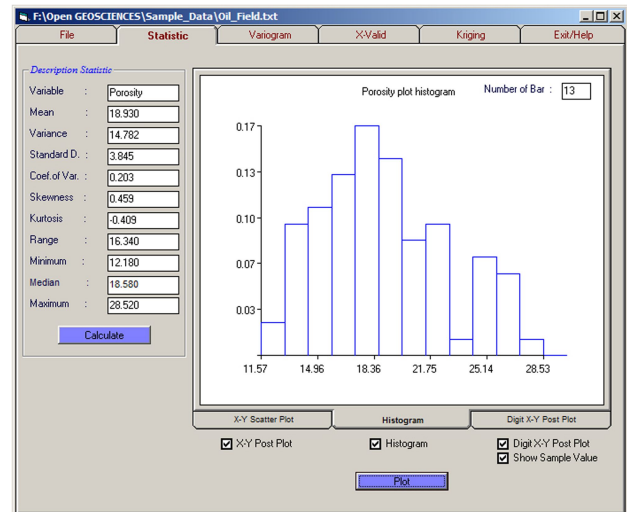 F:\Open GEOSCIENCES\Sample_Data\Oil_Field.txt
File Statistic Variogram X-Valid Kriging Exit/Help
Description Statistic
Variable : Porosity
Mean : 18.930
Variance : 14.782
Standard D. : 3.845
Coef.of Var. : 0.203
Skewness : 0.459
Kurtosis : -0.409
Range : 16.340
Minimum : 12.180
Median : 18.580
Maximum : 28.520
Calculate
Porosity plot histogram
Number of Bar : 13
0.17
0.13
0.10
0.07
0.03
11.57 14.96 18.36 21.75 25.14 28.53
X-Y Scatter Plot Histogram Digit X-Y Post Plot
X-Y Post Plot Histogram Digit X-Y Post Plot
Show Sample Value
Plot